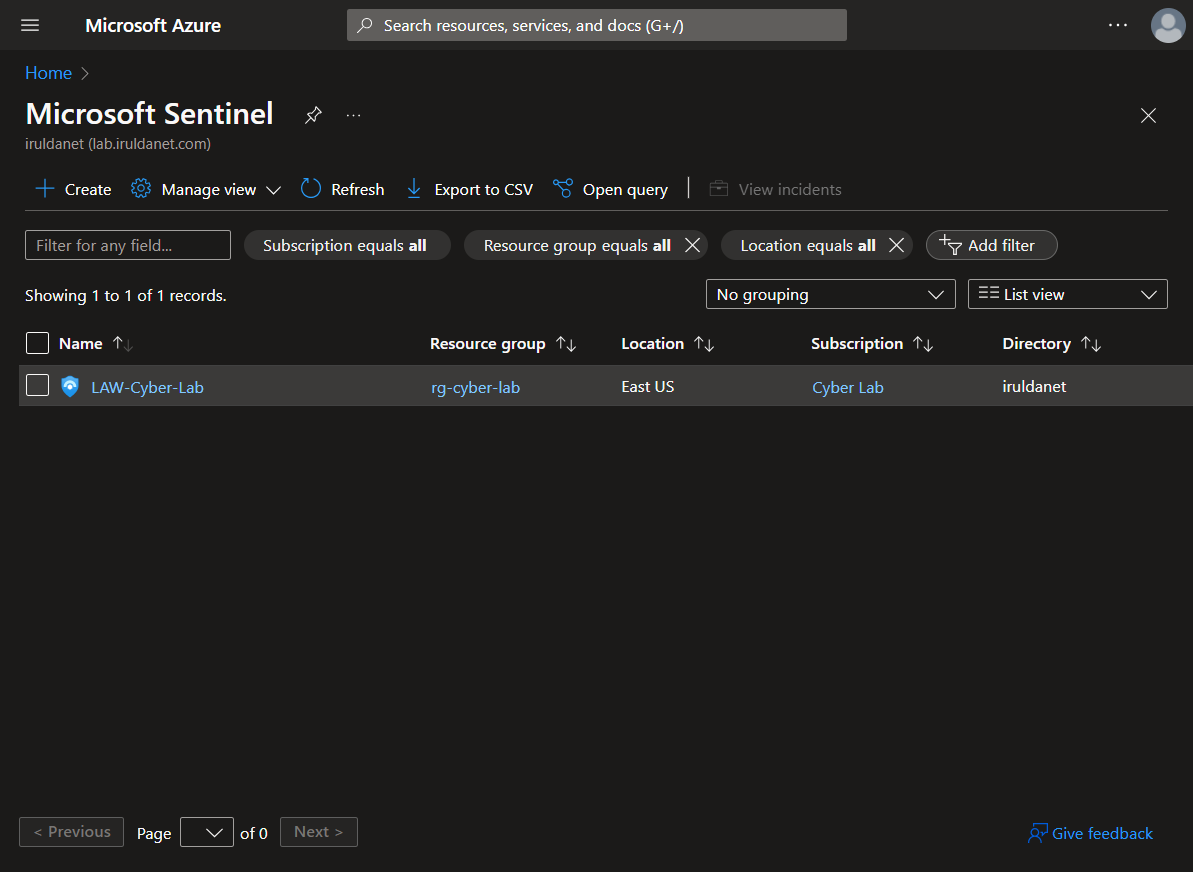 Microsoft Azure
Search resources, services, and docs (G+/)
Home
Microsoft Sentinel
iruldanet (lab.iruldanet.com)
Create Manage view Refresh Export to CSV Open query View incidents
Filter for any field... Subscription equals all Resource group equals all Location equals all Add filter
Showing 1 to 1 of 1 records. No grouping List view
Name Resource group Location Subscription Directory
LAW-Cyber-Lab rg-cyber-lab East US Cyber Lab iruldanet
< Previous Page of 0 Next > Give feedback